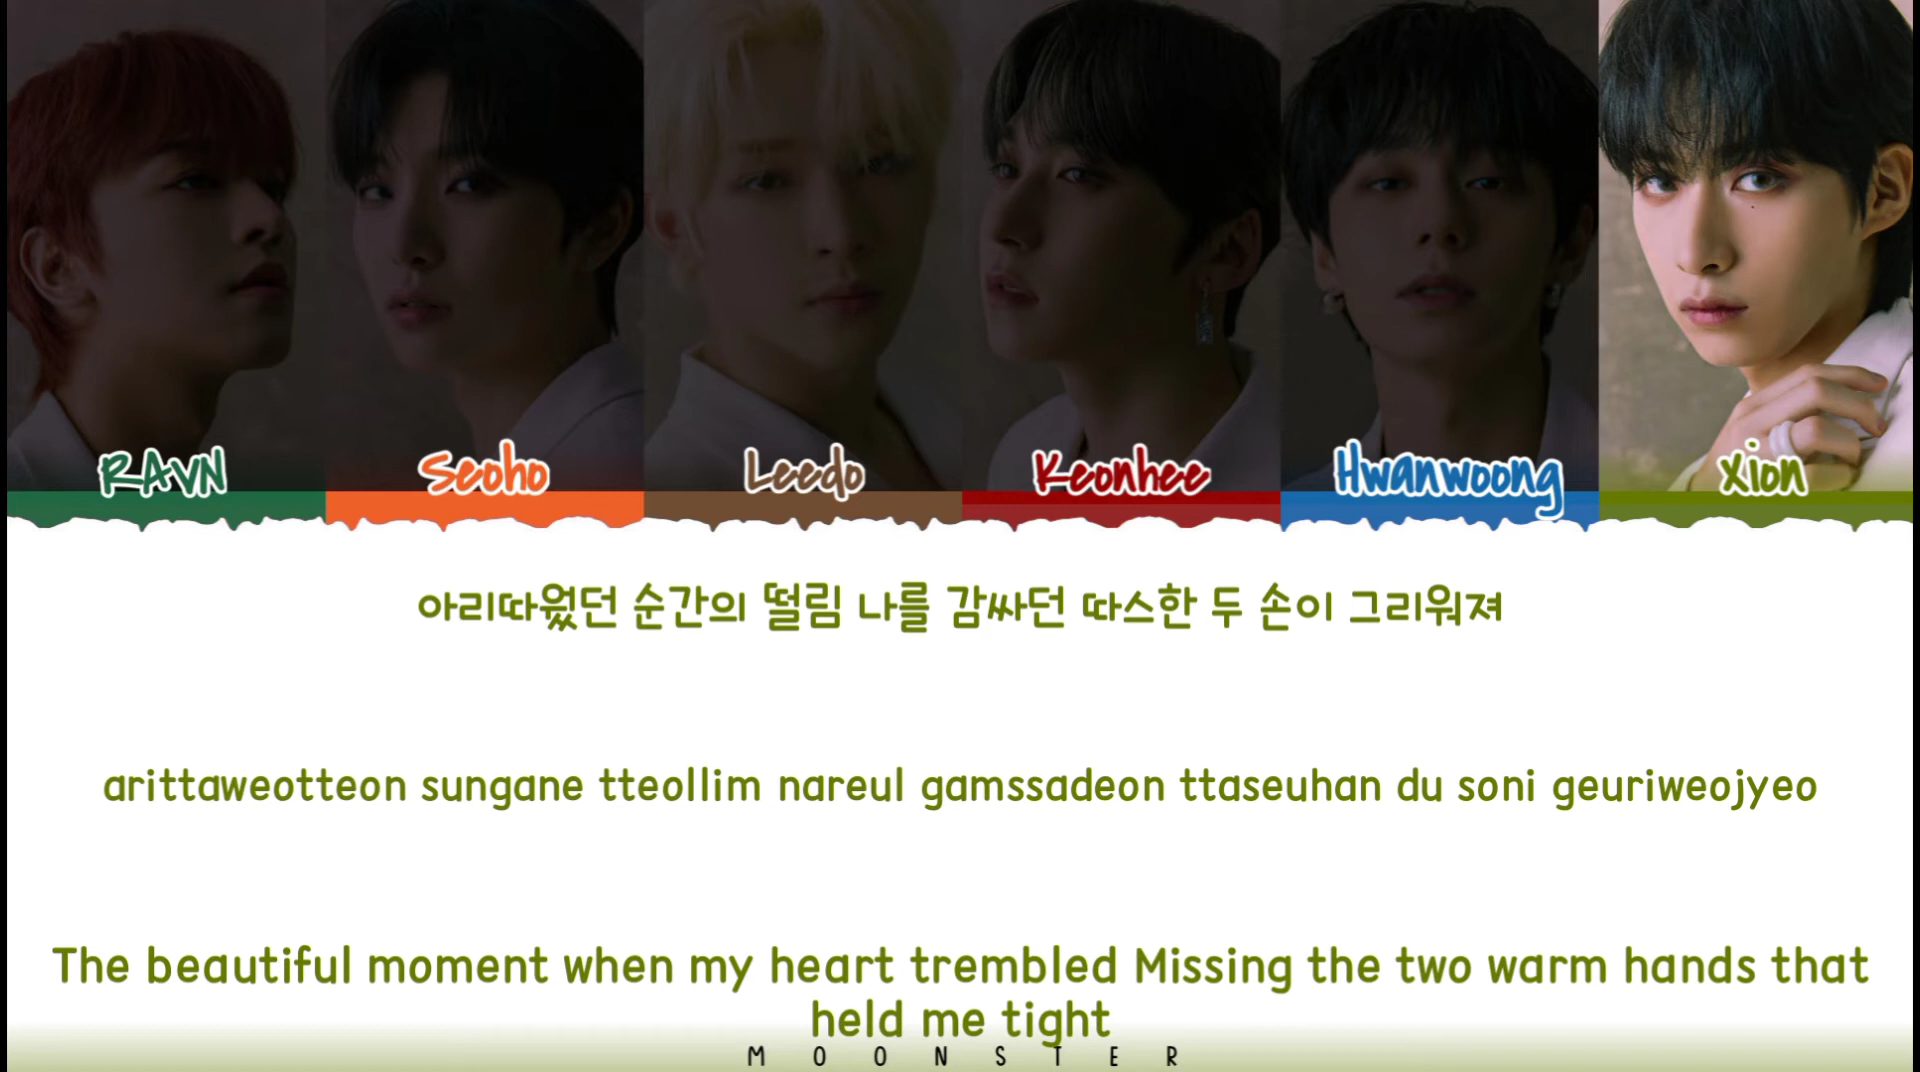 RAVN Seoho Leedo Keonhee Hwanwoong Xion
아리따웠던 순간의 떨림 나를 감싸던 따스한 두 손이 그리워져
arittaweotteon sungane tteollim nareul gamssadeon ttaseuhan du soni geuriweojyeo
The beautiful moment when my heart trembled Missing the two warm hands that
held me tight
MOONSTER